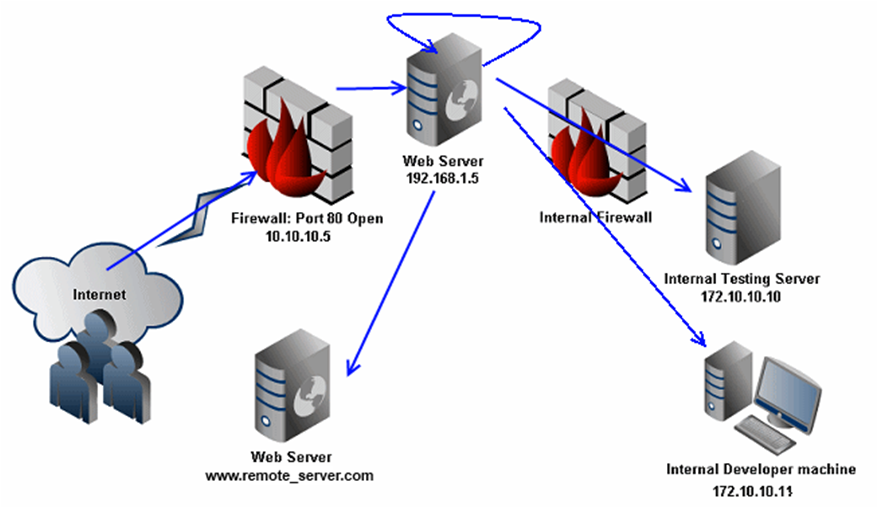 Web Server
192.168.1.5
Firewall: Port 80 Open
10.10.10.5
Internal Firewall
Internet
Internal Testing Server
172.10.10.10
Web Server
www.remote_server.com
Internal Developer machine
172.10.10.11